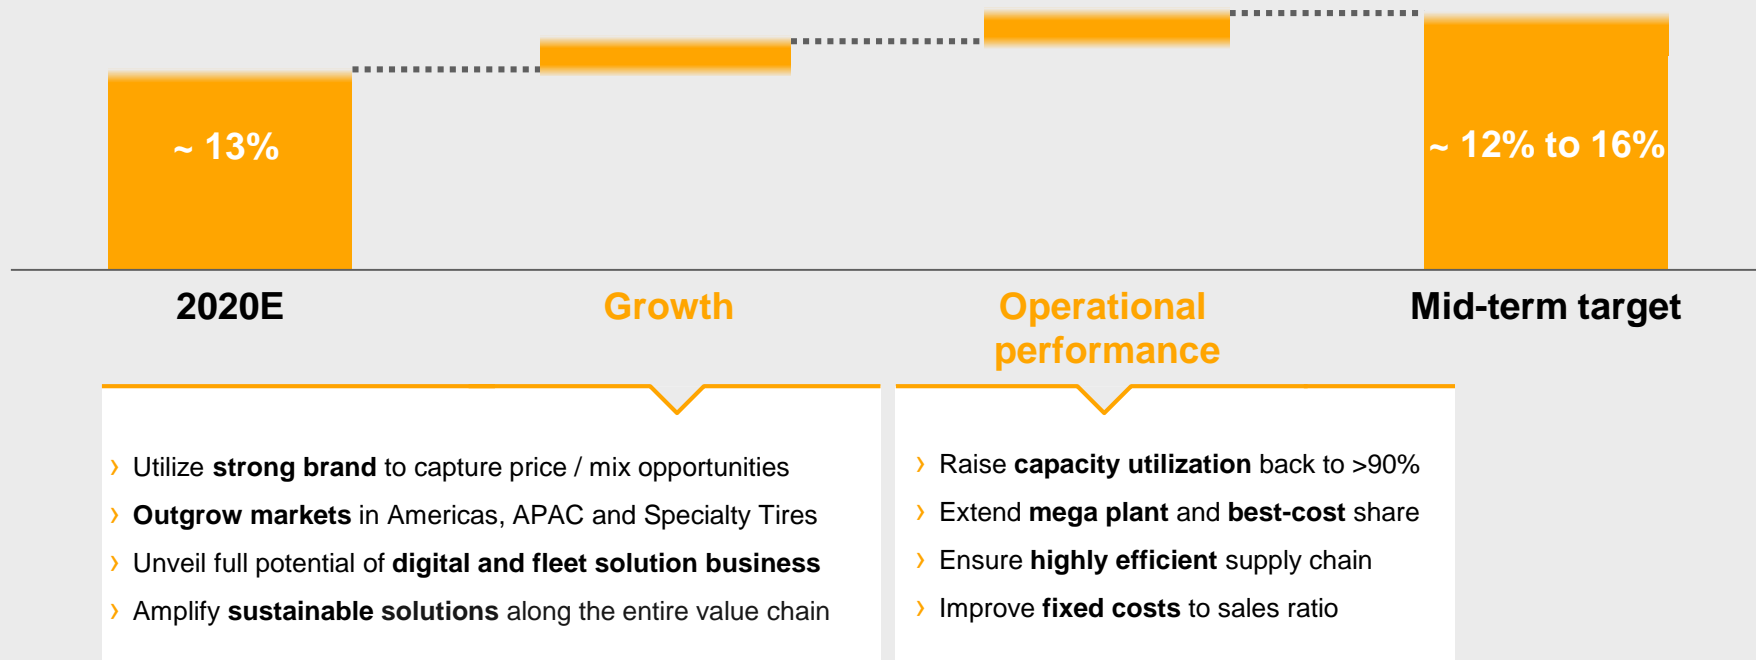 ~ 13%
~ 12% to 16%
2020E
Growth
Operational
performance
Mid-term target
› Utilize strong brand to capture price / mix opportunities
› Outgrow markets in Americas, APAC and Specialty Tires
› Unveil full potential of digital and fleet solution business
› Amplify sustainable solutions along the entire value chain
› Raise capacity utilization back to >90%
› Extend mega plant and best-cost share
› Ensure highly efficient supply chain
› Improve fixed costs to sales ratio